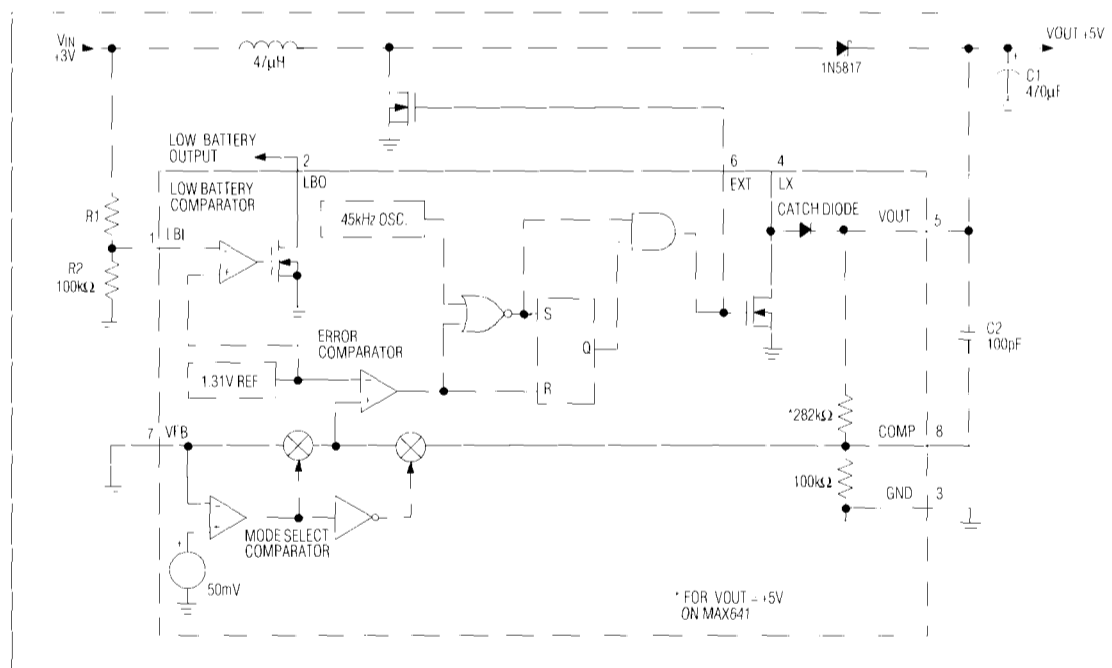 VIN
+3V
47µH
1N5817
VOUT +5V
C1
470µF
LOW BATTERY
OUTPUT
2
LBO
6
EXT
4
LX
LOW BATTERY
COMPARATOR
R1
45kHz OSC.
CATCH DIODE
VOUT
5
1
LBI
R2
100kΩ
S
Q
R
ERROR
COMPARATOR
C2
100pF
1.31V REF
*282kΩ
7
VFB
COMP
8
100kΩ
GND
3
MODE SELECT
COMPARATOR
50mV
* FOR VOUT = +5V
ON MAX641